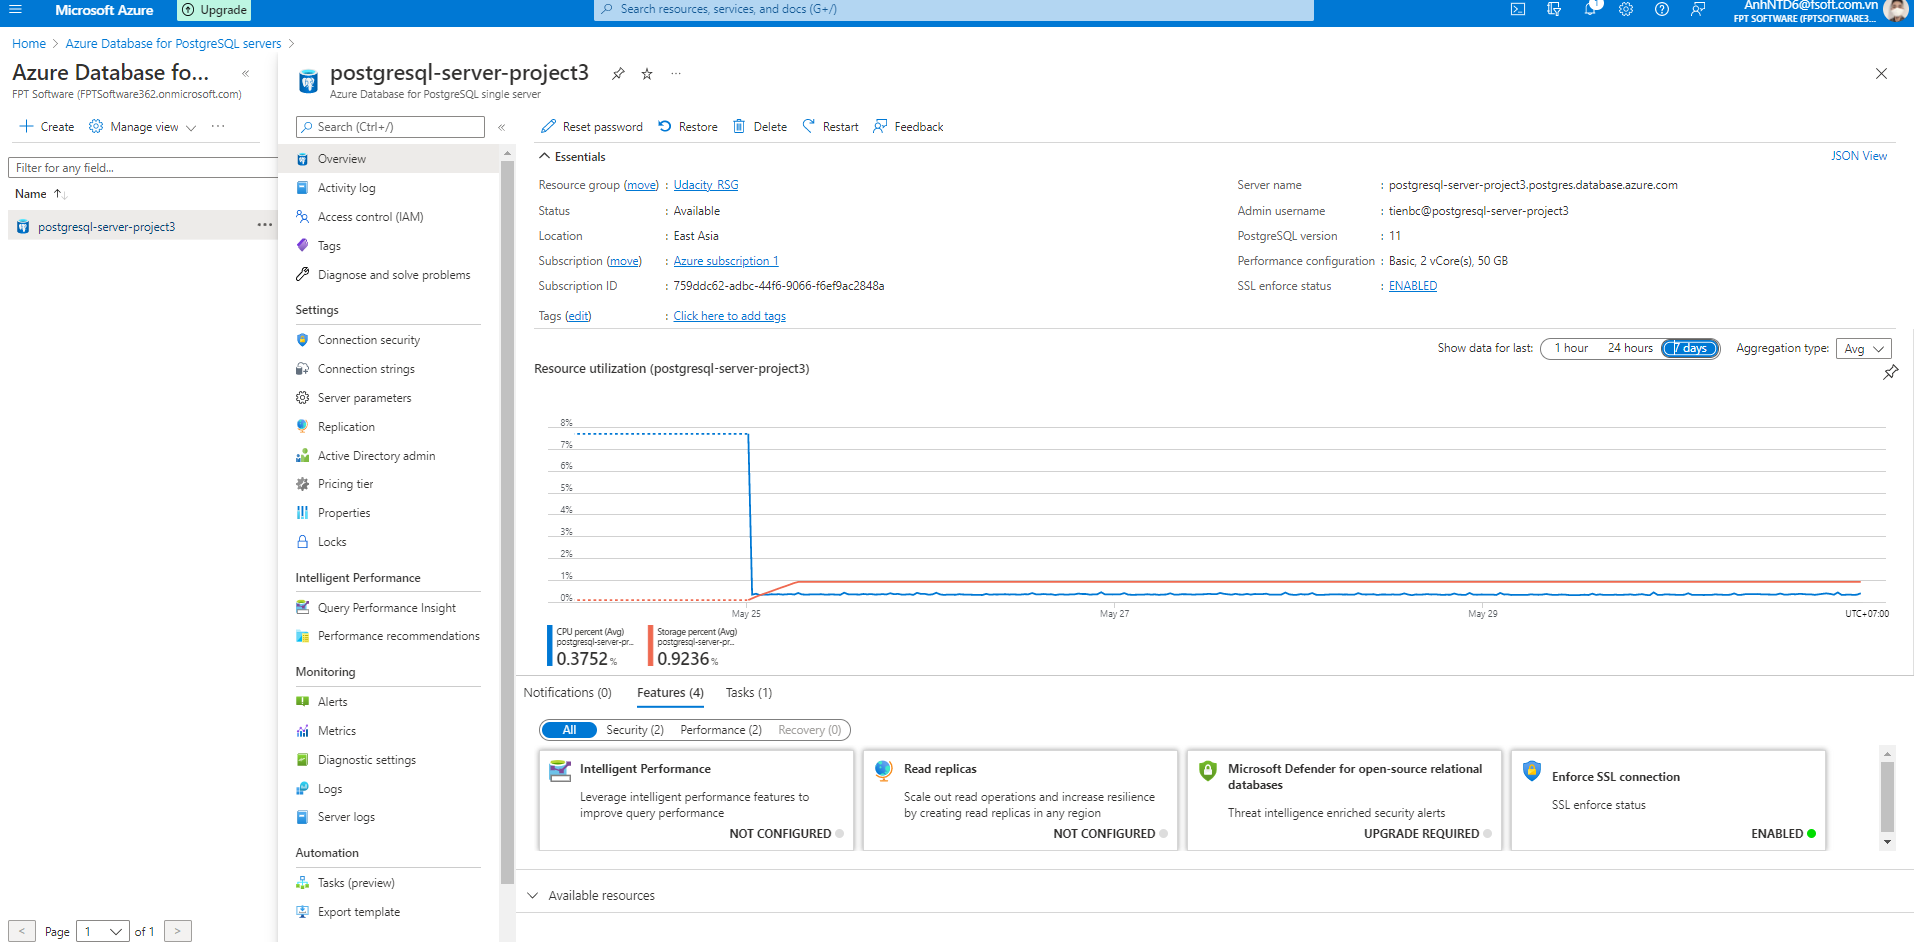 Microsoft Azure
Upgrade
Search resources, services, and docs (G+/)
1
AnhNTD6@fsoft.com.vn
FPT SOFTWARE (FPTSOFTWARE3...
Home > Azure Database for PostgreSQL servers >
Azure Database fo... «
FPT Software (FPTSoftware362.onmicrosoft.com)
+ Create
Manage view
...
Filter for any field...
Name ↑↓
postgresql-server-project3 ...
< Page 1 of 1 >
postgresql-server-project3 ...
Azure Database for PostgreSQL single server
Search (Ctrl+/) «
Overview
Activity log
Access control (IAM)
Tags
Diagnose and solve problems
Settings
Connection security
Connection strings
Server parameters
Replication
Active Directory admin
Pricing tier
Properties
Locks
Intelligent Performance
Query Performance Insight
Performance recommendations
Monitoring
Alerts
Metrics
Diagnostic settings
Logs
Server logs
Automation
Tasks (preview)
Export template
Reset password Restore Delete Restart Feedback
Essentials
JSON View
Resource group (move) : Udacity_RSG
Status : Available
Location : East Asia
Subscription (move) : Azure subscription 1
Subscription ID : 759ddc62-adbc-44f6-9066-f6ef9ac2848a
Tags (edit) : Click here to add tags
Server name : postgresql-server-project3.postgres.database.azure.com
Admin username : tienbc@postgresql-server-project3
PostgreSQL version : 11
Performance configuration : Basic, 2 vCore(s), 50 GB
SSL enforce status : ENABLED
Show data for last: 1 hour 24 hours 7 days Aggregation type: Avg
Resource utilization (postgresql-server-project3)
8%
7%
6%
5%
4%
3%
2%
1%
0%
May 25 May 27 May 29 UTC+07:00
CPU percent (Avg)
postgresql-server-pr...
0.3752 %
Storage percent (Avg)
postgresql-server-pr...
0.9236 %
Notifications (0) Features (4) Tasks (1)
All Security (2) Performance (2) Recovery (0)
Intelligent Performance
Leverage intelligent performance features to
improve query performance
NOT CONFIGURED
Read replicas
Scale out read operations and increase resilience
by creating read replicas in any region
NOT CONFIGURED
Microsoft Defender for open-source relational
databases
Threat intelligence enriched security alerts
UPGRADE REQUIRED
Enforce SSL connection
SSL enforce status
ENABLED
Available resources